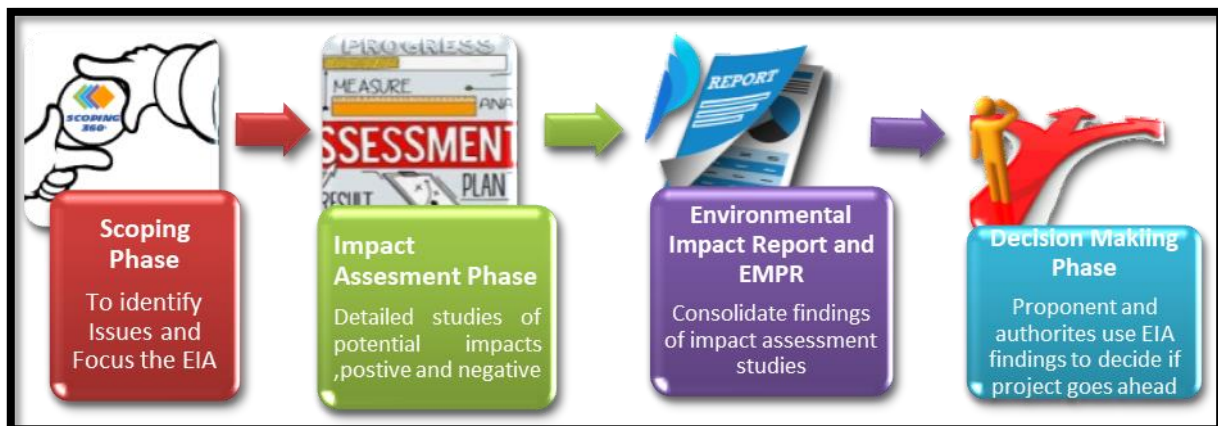 SCOPING
360°
PROGRESS
MEASURE
ANA
SSESSMENT
RESULT
PLAN
REPORT
Scoping
Phase
To identify
Issues and
Focus the EIA
Impact
Assesment Phase
Detailed studies of
potential impacts
,postive and negative
Environmental
Impact Report and
EMPR
Consolidate findings
of impact assessment
studies
Decision Makiing
Phase
Proponent and
authorites use EIA
findings to decide if
project goes ahead